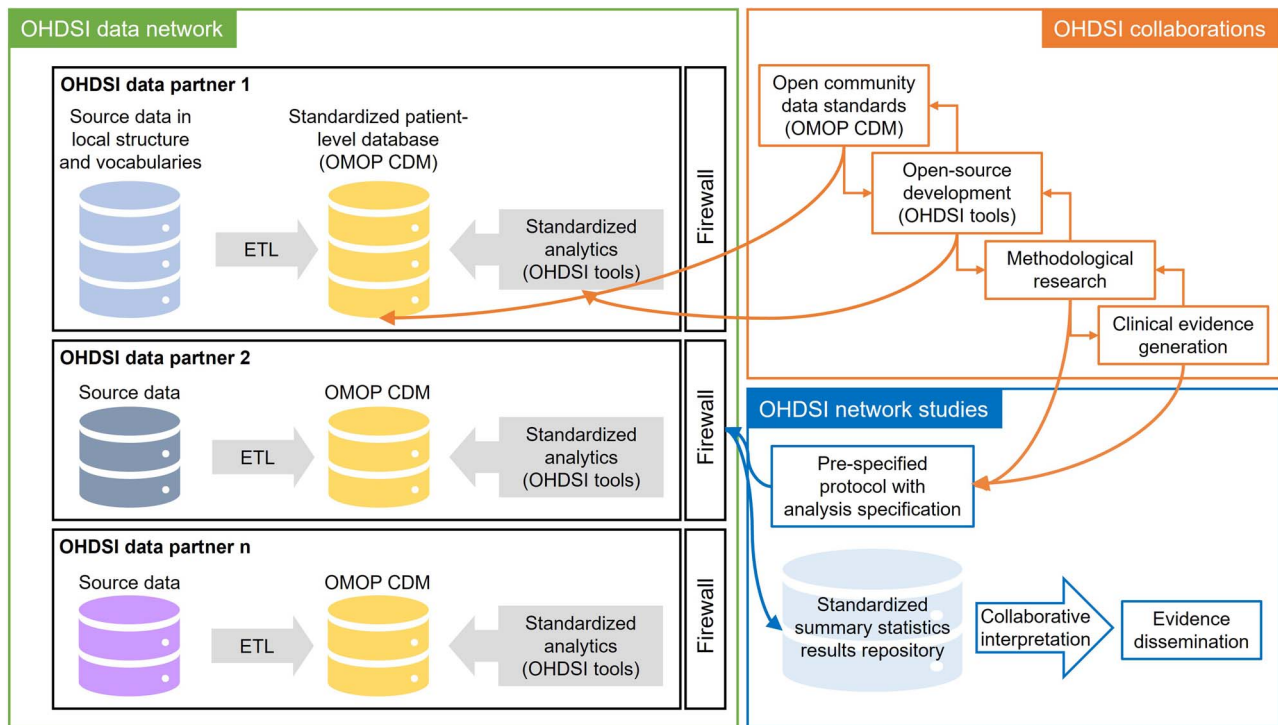 OHDSI data network
OHDSI data partner 1
Source data in
local structure
and vocabularies
Standardized patient-
level database
(OMOP CDM)
ETL
Standardized
analytics
(OHDSI tools)
Firewall
OHDSI data partner 2
Source data
OMOP CDM
ETL
Standardized
analytics
(OHDSI tools)
Firewall
OHDSI data partner n
Source data
OMOP CDM
ETL
Standardized
analytics
(OHDSI tools)
Firewall
OHDSI collaborations
Open community
data standards
(OMOP CDM)
Open-source
development
(OHDSI tools)
Methodological
research
Clinical evidence
generation
OHDSI network studies
Pre-specified
protocol with
analysis specification
Standardized
summary statistics
results repository
Collaborative
interpretation
Evidence
dissemination